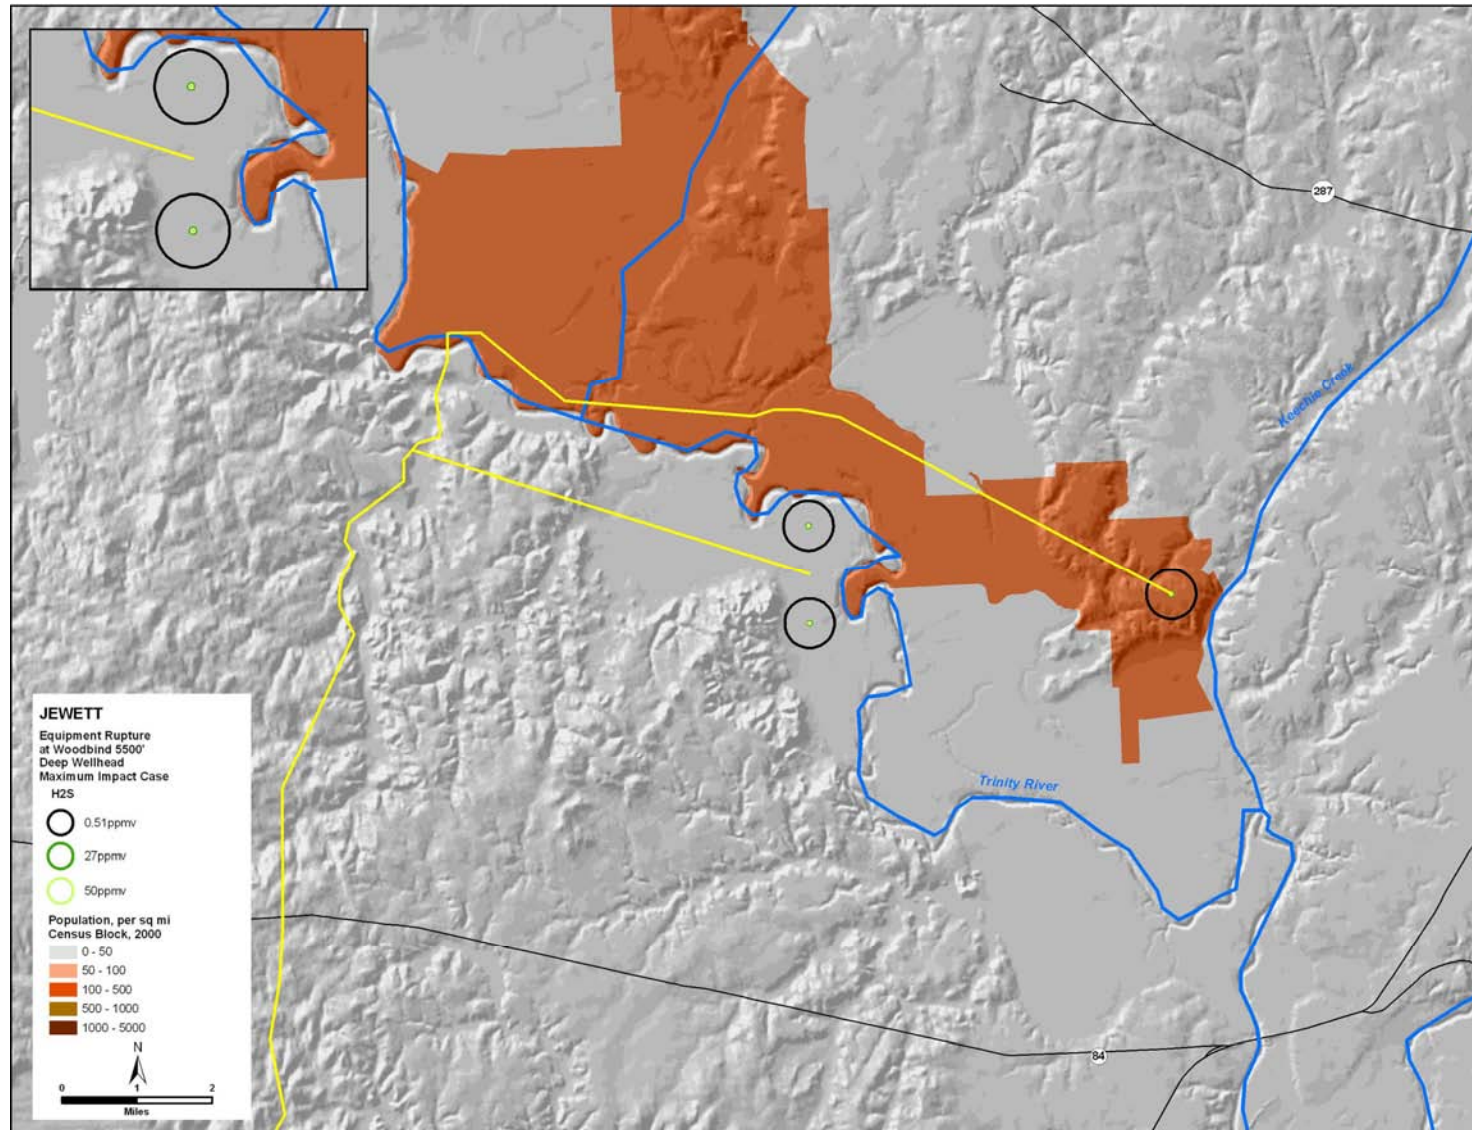 287
Keechie Creek
Trinity River
84
JEWETT
Equipment Rupture
at Woodbind 5500'
Deep Wellhead
Maximum Impact Case
H2S
0.51ppmv
27ppmv
50ppmv
Population, per sq mi
Census Block, 2000
0 - 50
50 - 100
100 - 500
500 - 1000
1000 - 5000
N
0 1 2
Miles